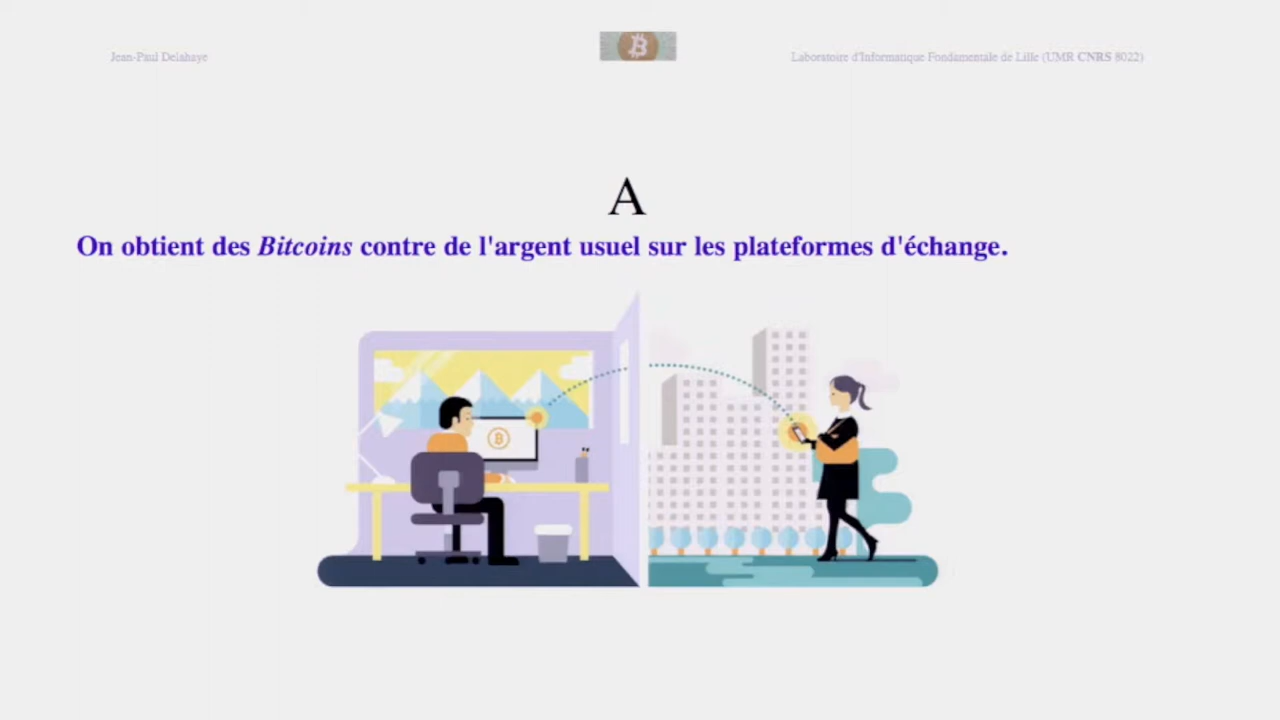 Jean-Paul Delahaye
Laboratoire d'Informatique Fondamentale de Lille (UMR CNRS 8022)
A
On obtient des Bitcoins contre de l'argent usuel sur les plateformes d'échange.